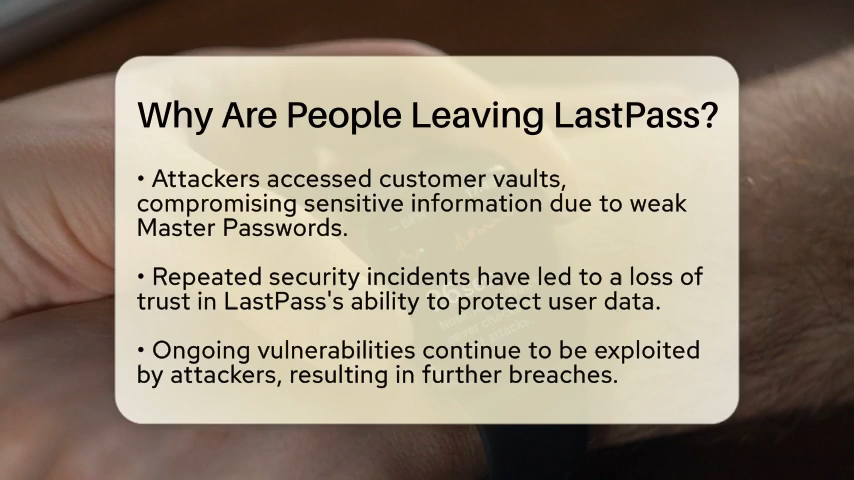 Why Are People Leaving LastPass?
• Attackers accessed customer vaults,
compromising sensitive information due to weak
Master Passwords.
• Repeated security incidents have led to a loss of
trust in LastPass's ability to protect user data.
• Ongoing vulnerabilities continue to be exploited
by attackers, resulting in further breaches.